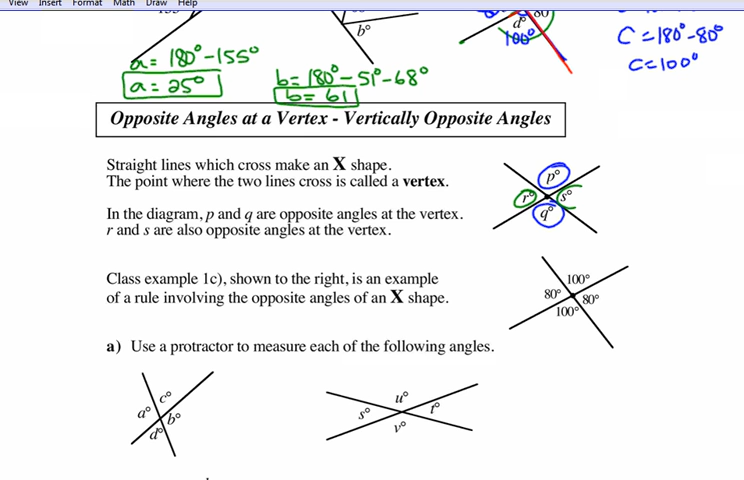 View Insert Format Math Draw Help
b°
d°
80
100°
a = 180° - 155°
a = 25°
b = 180° - 51° - 68°
b = 61
C = 180° - 80°
C = 100°
Opposite Angles at a Vertex - Vertically Opposite Angles
Straight lines which cross make an X shape.
The point where the two lines cross is called a vertex.
In the diagram, p and q are opposite angles at the vertex.
r and s are also opposite angles at the vertex.
p°
r° s°
q°
Class example 1c), shown to the right, is an example
of a rule involving the opposite angles of an X shape.
100°
80° 80°
100°
a) Use a protractor to measure each of the following angles.
c°
a° b°
d°
u°
s° t°
v°